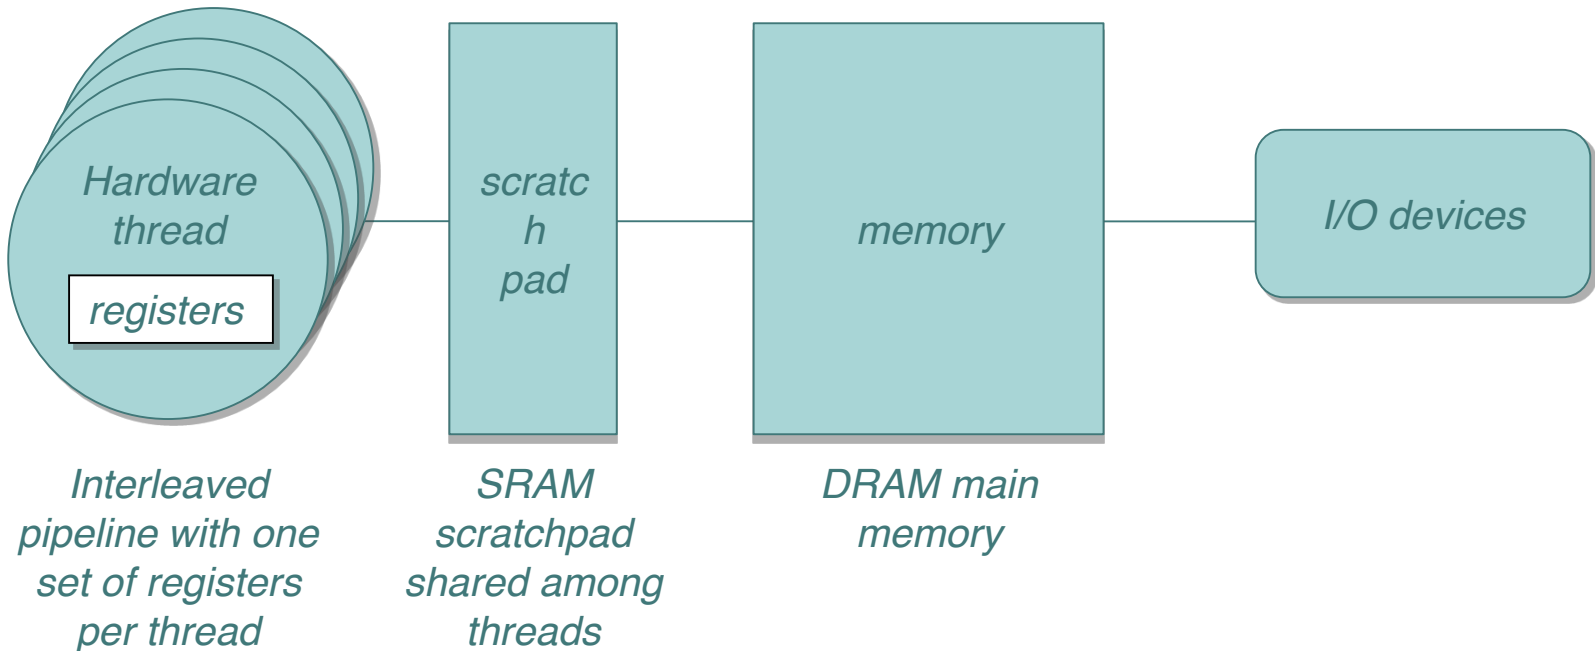 Hardware
thread
registers
scratc
h
pad
memory
I/O devices
Interleaved
pipeline with one
set of registers
per thread
SRAM
scratchpad
shared among
threads
DRAM main
memory